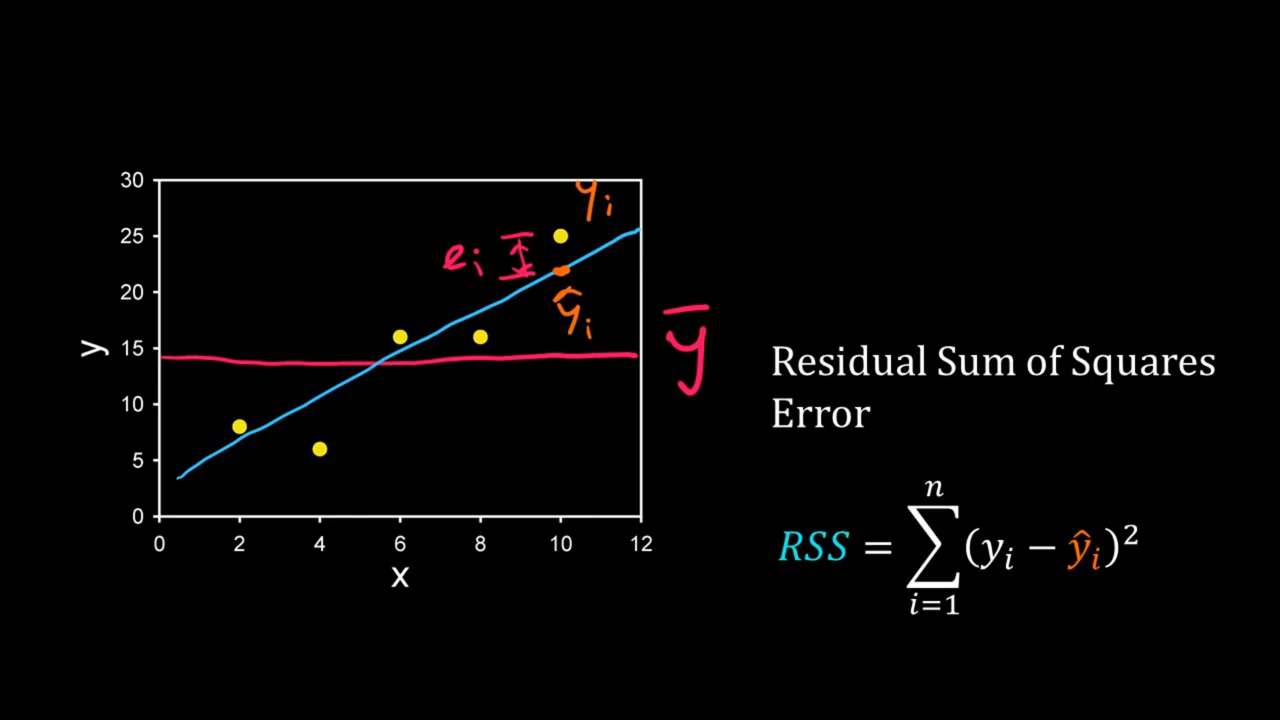 30
25
20
15
10
5
0
y
0 2 4 6 8 10 12
x
yᵢ
eᵢ
ŷᵢ
ȳ
Residual Sum of Squares
Error
RSS = ∑ⁿᵢ₌₁(yᵢ − ŷᵢ)²